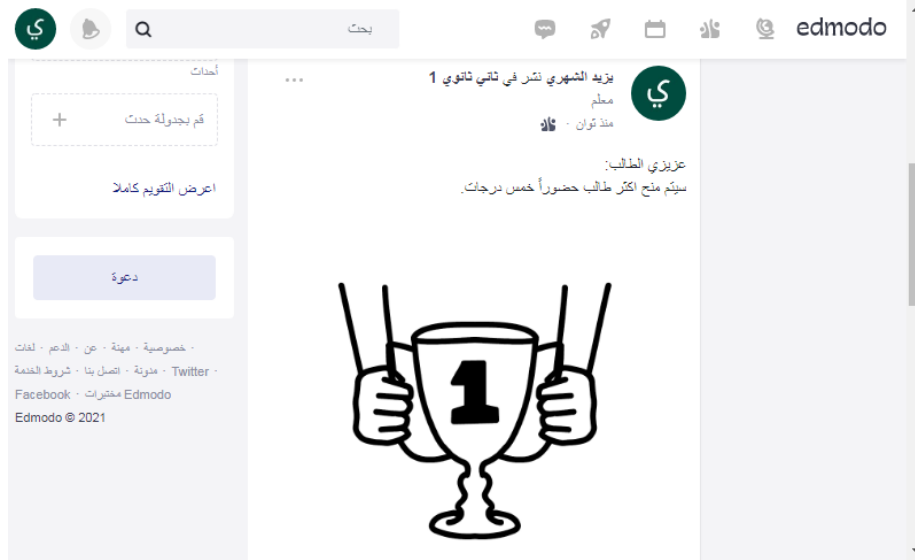 edmodo
بحث
ي
يزيد الشهري نشر في ثاني ثانوي 1
معلم
منذ ثوان ·
ي
عزيزي الطالب:
سيتم منح اكثر طالب حضوراً خمس درجات.
1
أحداث
قم بجدولة حدث +
اعرض التقويم كاملا
دعوة
لغات · الدعم · عن · مهنة · خصوصية ·
شروط الخدمة · اتصل بنا · مدونة · Twitter ·
Facebook · مختبرات Edmodo
Edmodo © 2021